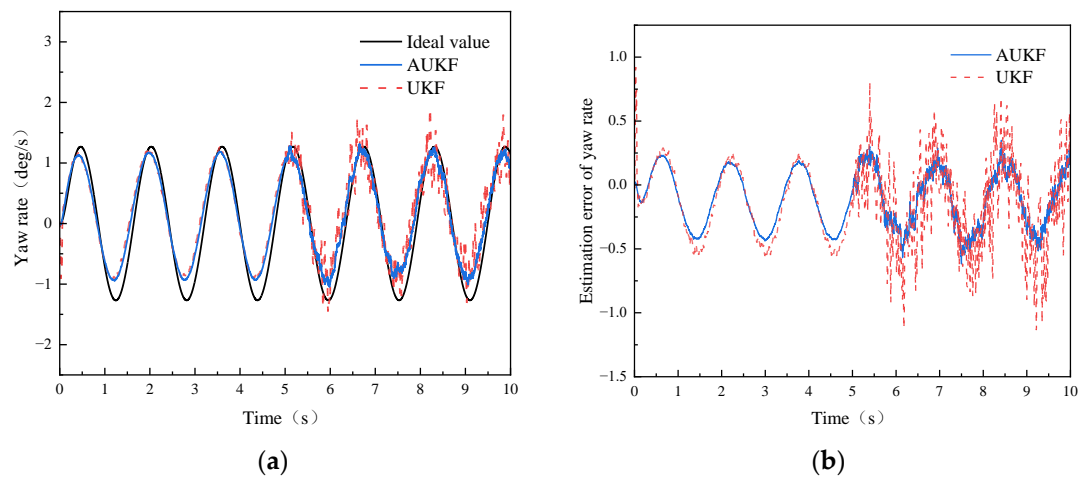 Yaw rate（deg/s）
3
2
1
0
−1
−2
0 1 2 3 4 5 6 7 8 9 10
Time（s）
Ideal value
AUKF
UKF
(a)
Estimation error of yaw rate
1.0
0.5
0.0
−0.5
−1.0
−1.5
0 1 2 3 4 5 6 7 8 9 10
Time（s）
AUKF
UKF
(b)